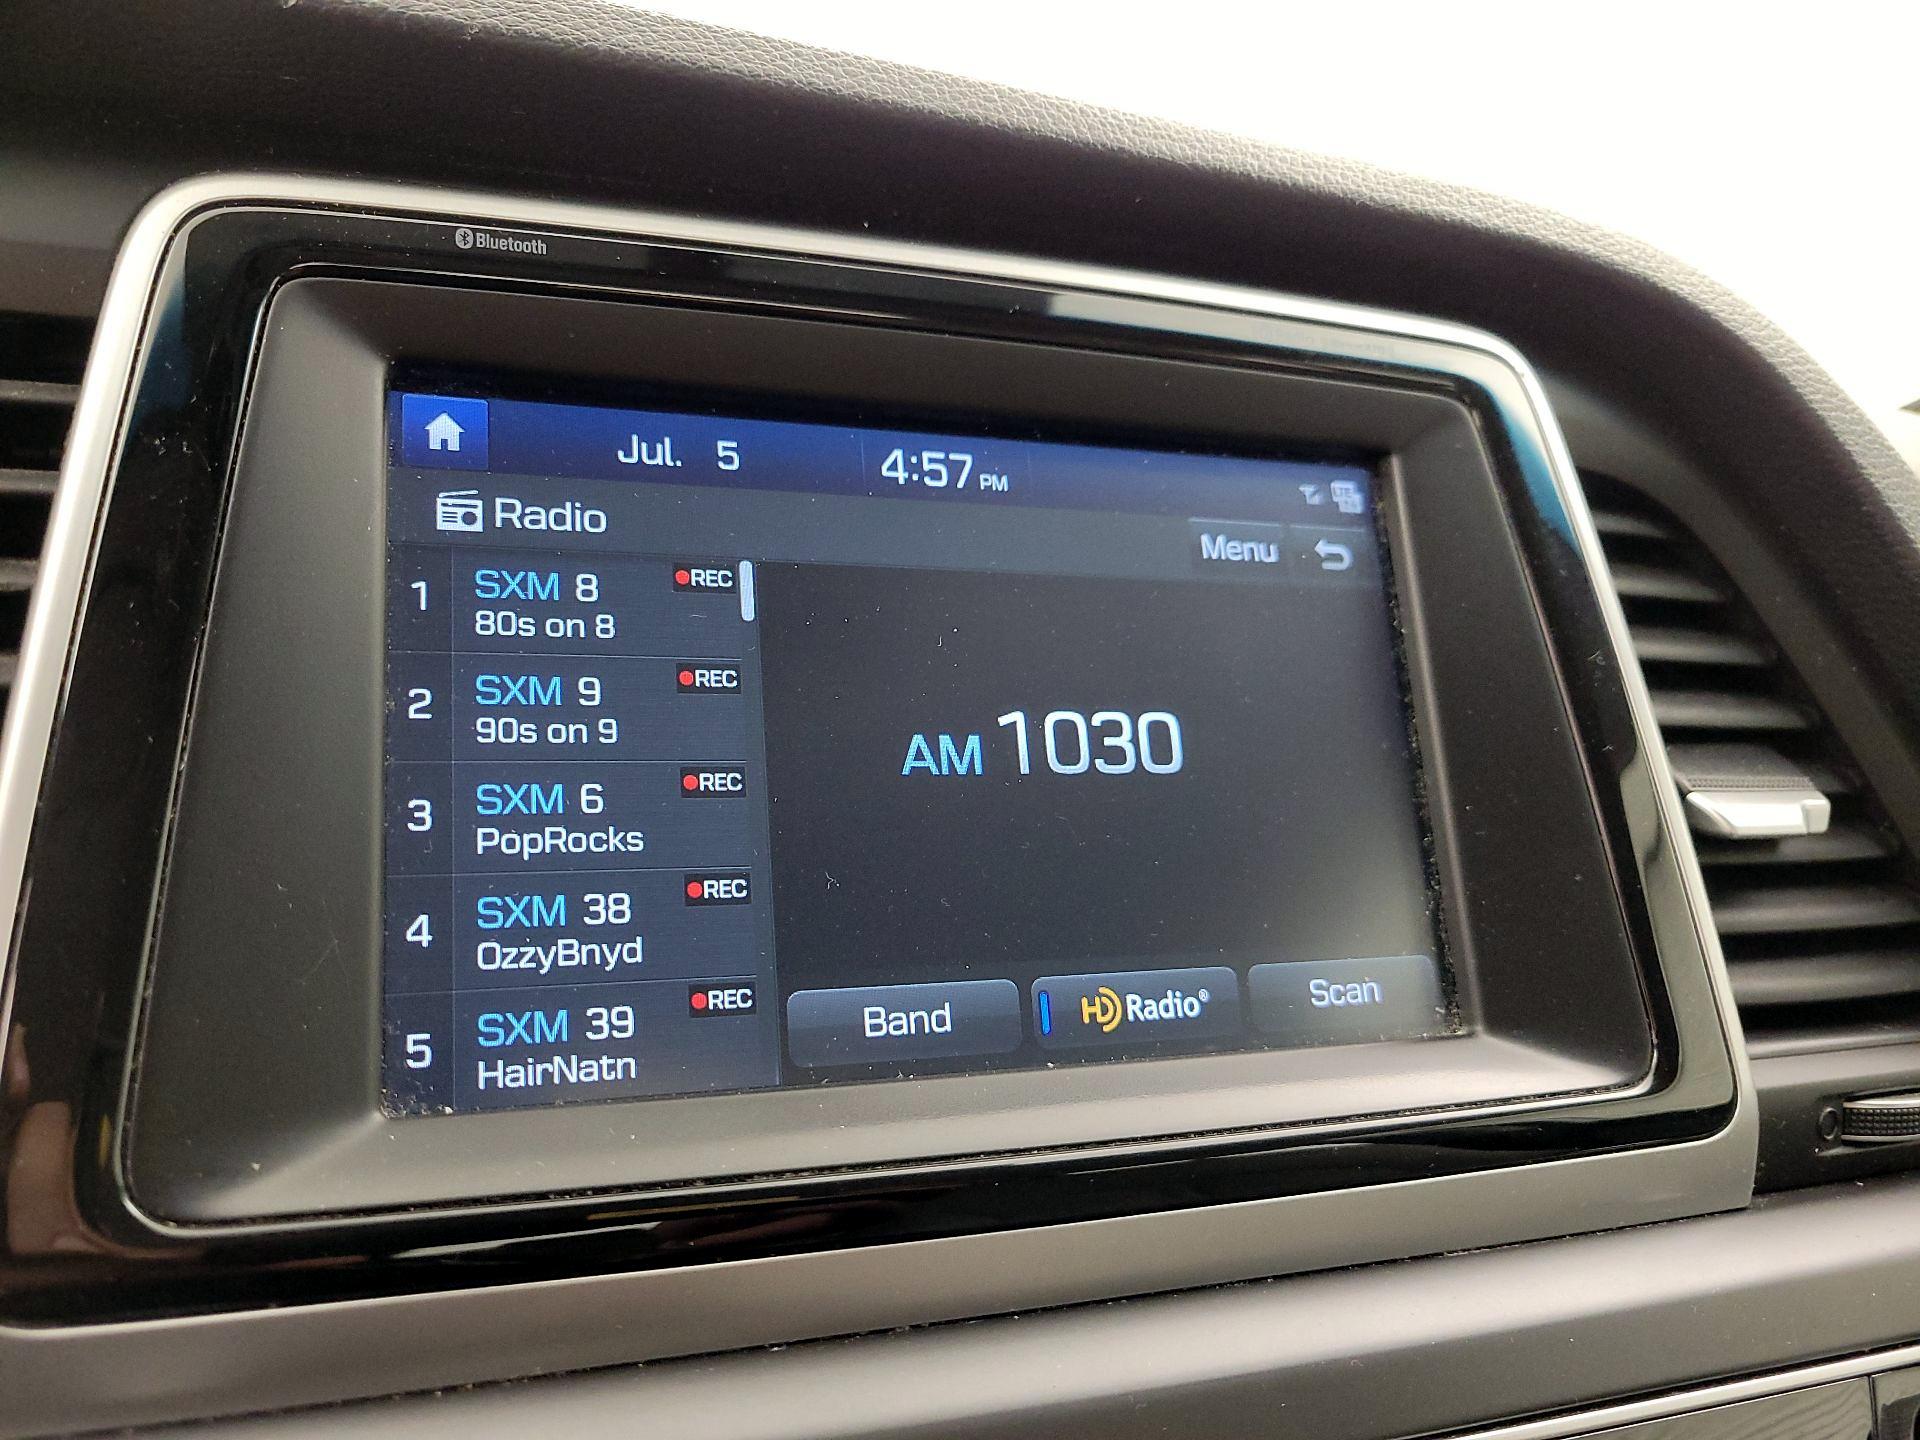 Bluetooth
Jul. 5 4:57 PM
LTE
Radio
Menu
1 SXM 8 REC
80s on 8
2 SXM 9 REC
90s on 9
3 SXM 6 REC
PopRocks
4 SXM 38 REC
OzzyBnyd
5 SXM 39 REC
HairNatn
AM 1030
Band
HD Radio®
Scan